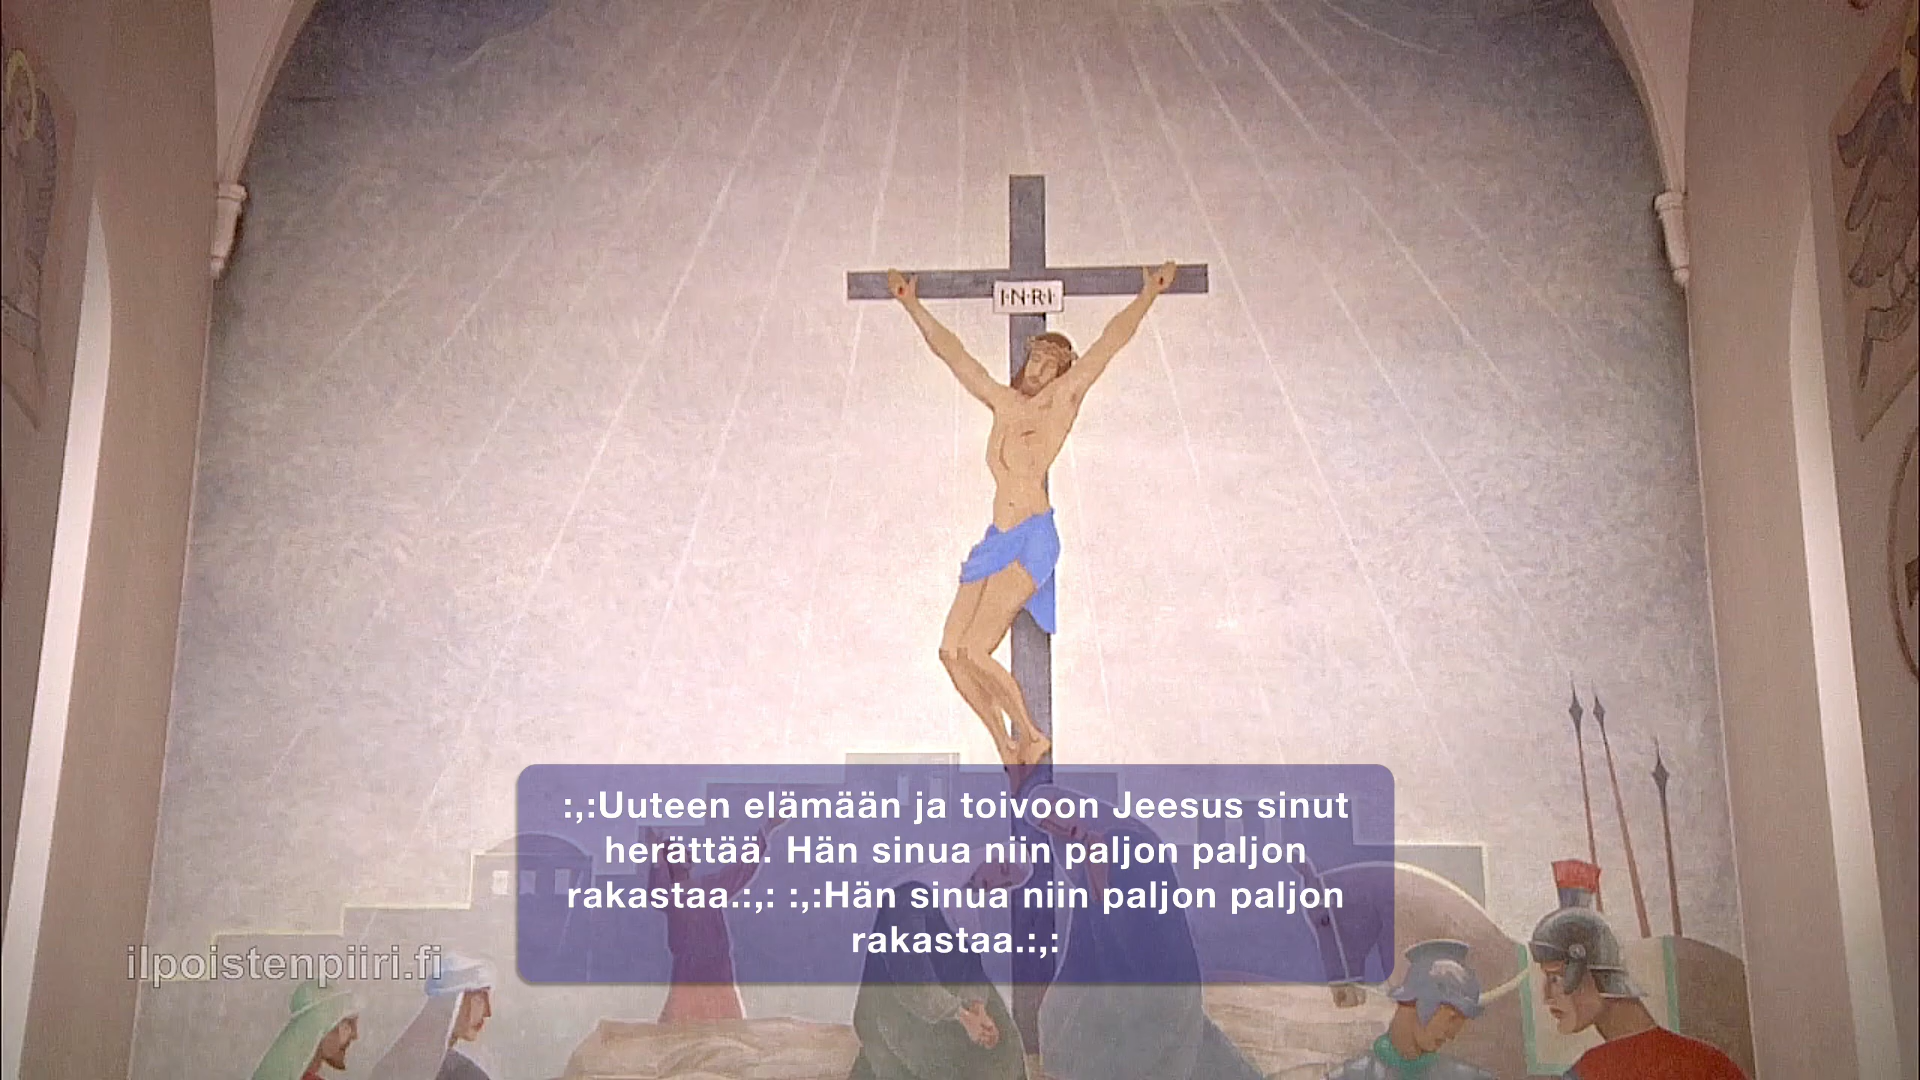 I·N·R·I·
:,:Uuteen elämään ja toivoon Jeesus sinut
herättää. Hän sinua niin paljon paljon
rakastaa.:,: :,:Hän sinua niin paljon paljon
rakastaa.:,:
ilpoistenpiiri.fi